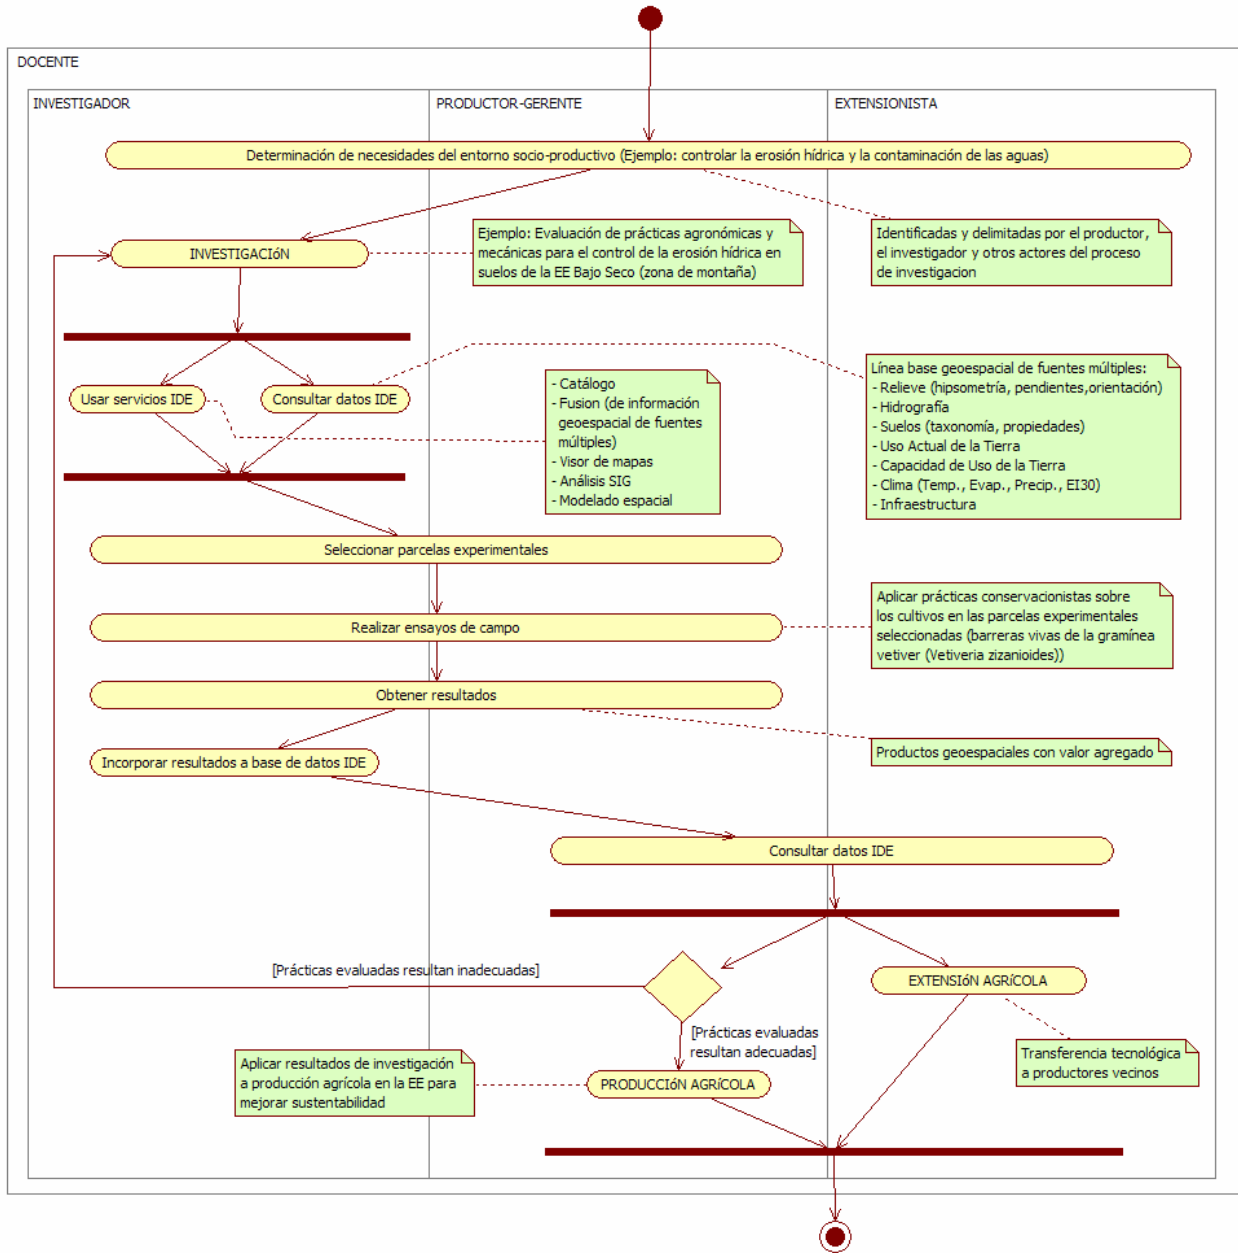 DOCENTE
INVESTIGADOR
PRODUCTOR-GERENTE
EXTENSIONISTA
Determinación de necesidades del entorno socio-productivo (Ejemplo: controlar la erosión hídrica y la contaminación de las aguas)
INVESTIGACIóN
Ejemplo: Evaluación de prácticas agronómicas y
mecánicas para el control de la erosión hídrica en
suelos de la EE Bajo Seco (zona de montaña)
Identificadas y delimitadas por el productor,
el investigador y otros actores del proceso
de investigacion
Usar servicios IDE
Consultar datos IDE
- Catálogo
- Fusion (de información
geoespacial de fuentes
múltiples)
- Visor de mapas
- Análisis SIG
- Modelado espacial
Línea base geoespacial de fuentes múltiples:
- Relieve (hipsometría, pendientes,orientación)
- Hidrografía
- Suelos (taxonomía, propiedades)
- Uso Actual de la Tierra
- Capacidad de Uso de la Tierra
- Clima (Temp., Evap., Precip., EI30)
- Infraestructura
Seleccionar parcelas experimentales
Realizar ensayos de campo
Aplicar prácticas conservacionistas sobre
los cultivos en las parcelas experimentales
seleccionadas (barreras vivas de la gramínea
vetiver (Vetiveria zizanioides))
Obtener resultados
Productos geoespaciales con valor agregado
Incorporar resultados a base de datos IDE
Consultar datos IDE
[Prácticas evaluadas resultan inadecuadas]
EXTENSIóN AGRíCOLA
[Prácticas evaluadas
resultan adecuadas]
Transferencia tecnológica
a productores vecinos
Aplicar resultados de investigación
a producción agrícola en la EE para
mejorar sustentabilidad
PRODUCCIóN AGRíCOLA